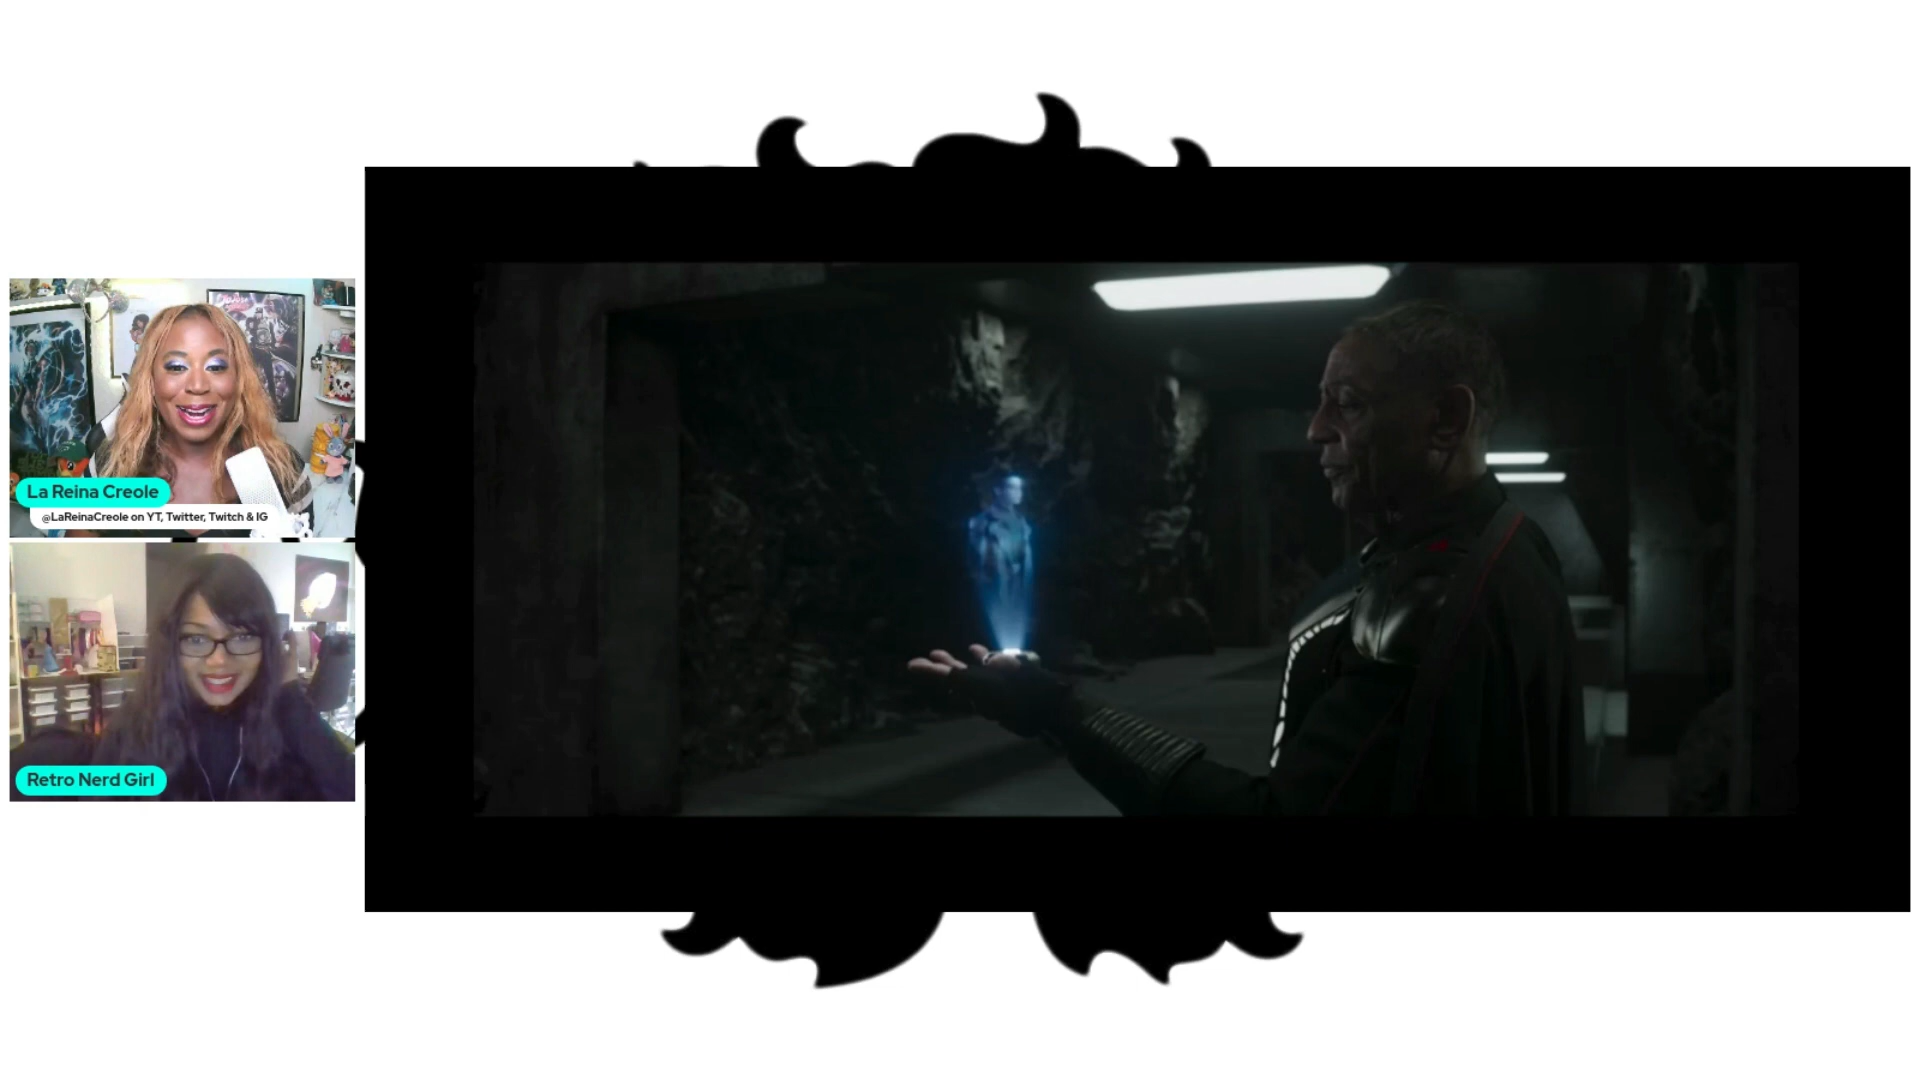 La Reina Creole
@LaReinaCreole on YT, Twitter, Twitch & IG
Retro Nerd Girl